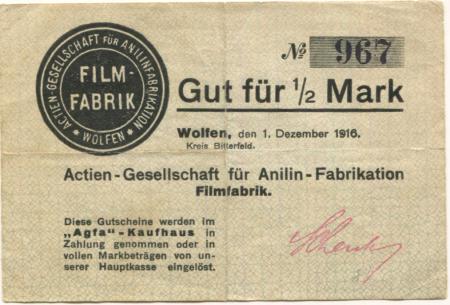 ACTIEN-GESELLSCHAFT FÜR ANILINFABRIKATION
WOLFEN
FILM-
FABRIK
№ 967
Gut für ½ Mark
Wolfen, den 1. Dezember 1916.
Kreis Bitterfeld.
Actien-Gesellschaft für Anilin-Fabrikation
Filmfabrik.
Diese Gutscheine werden im
„Agfa“-Kaufhaus in
Zahlung genommen oder in
vollen Markbeträgen von un-
serer Hauptkasse eingelöst.